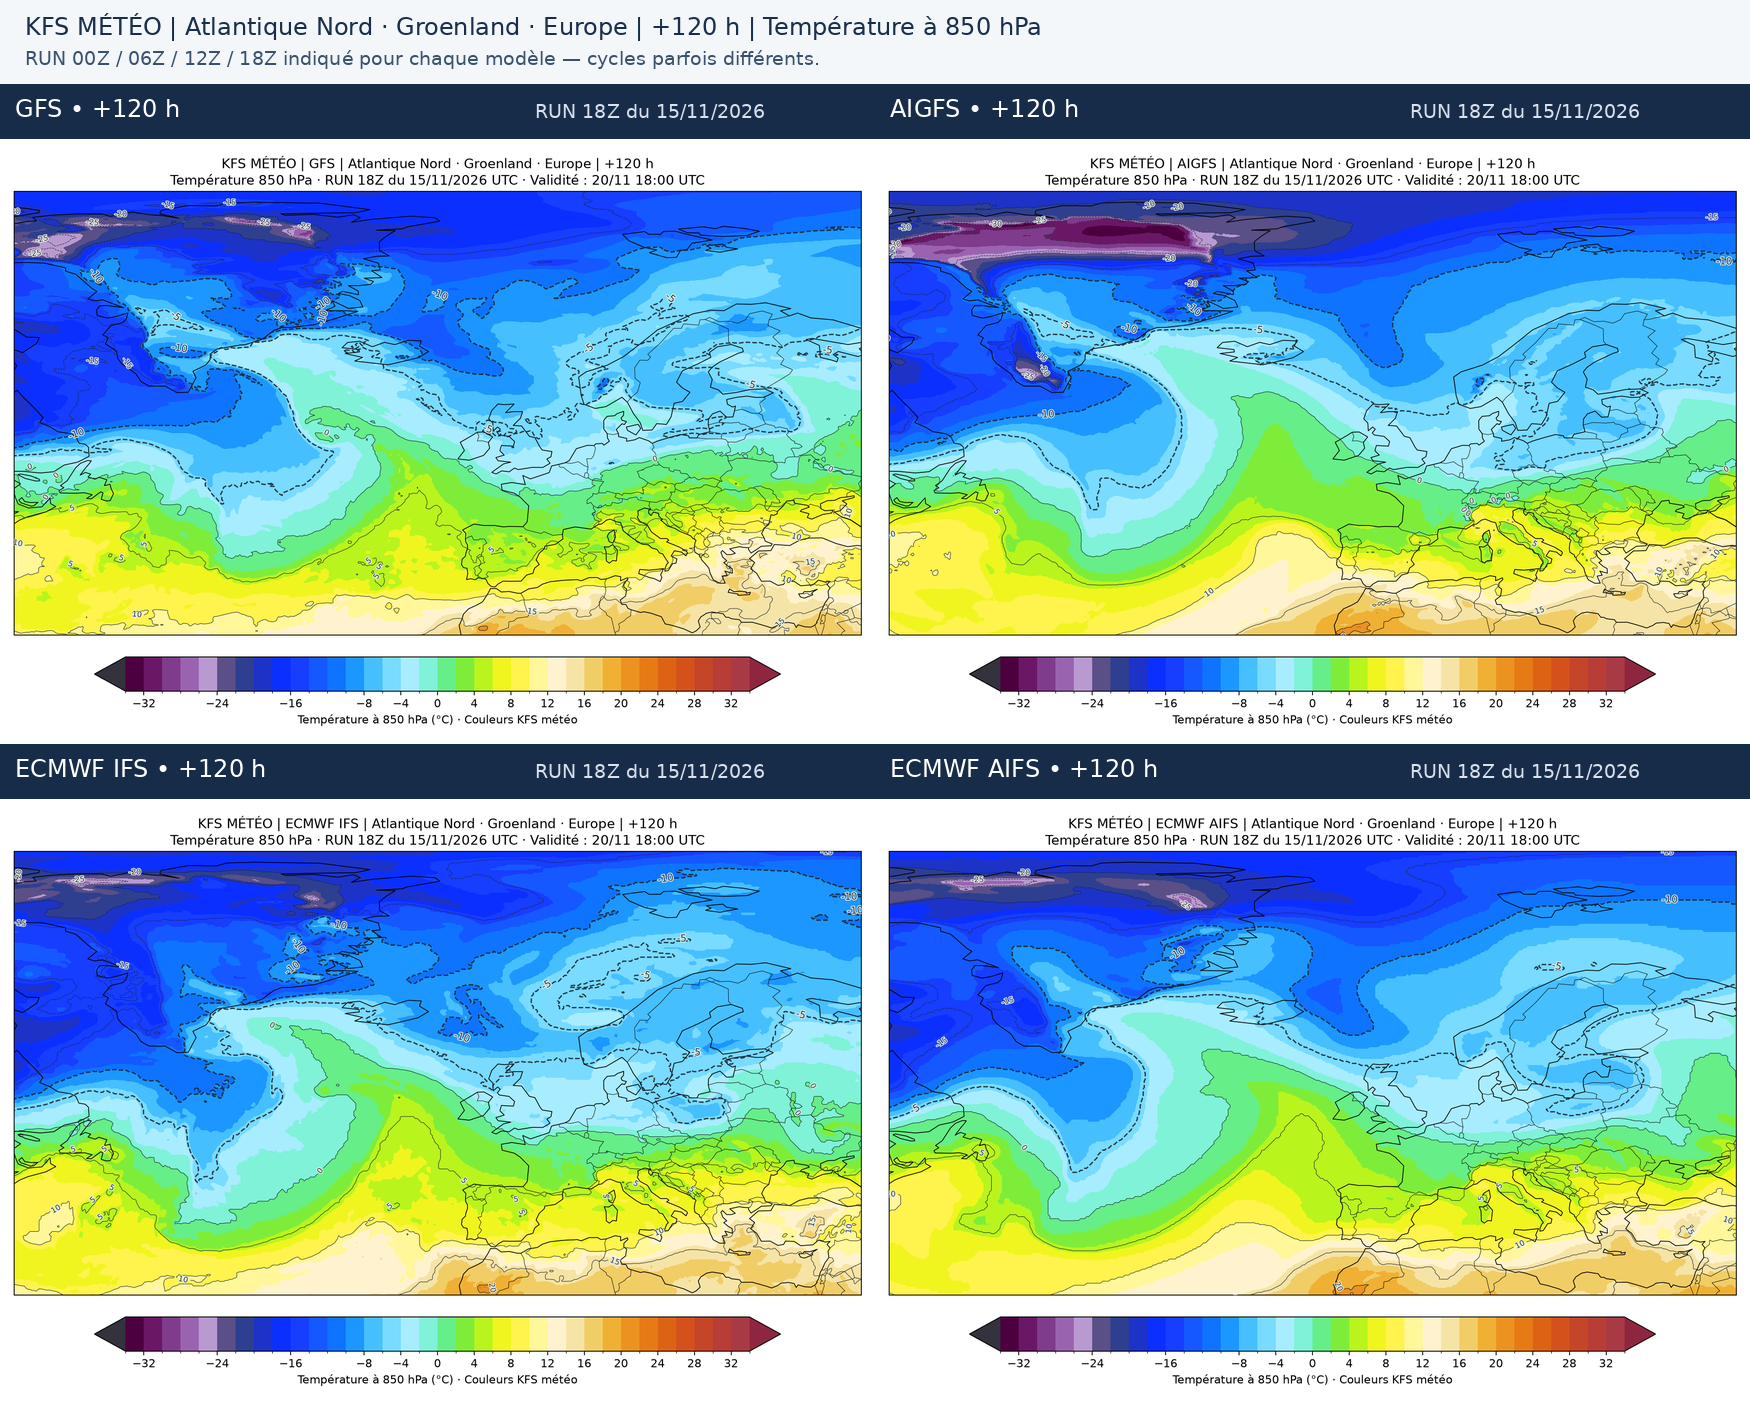 KFS MÉTÉO | Atlantique Nord · Groenland · Europe | +120 h | Température à 850 hPa
RUN 00Z / 06Z / 12Z / 18Z indiqué pour chaque modèle — cycles parfois différents.
GFS • +120 h
RUN 18Z du 15/11/2026
AIGFS • +120 h
RUN 18Z du 15/11/2026
KFS MÉTÉO | GFS | Atlantique Nord · Groenland · Europe | +120 h
Température 850 hPa · RUN 18Z du 15/11/2026 UTC · Validité : 20/11 18:00 UTC
KFS MÉTÉO | AIGFS | Atlantique Nord · Groenland · Europe | +120 h
Température 850 hPa · RUN 18Z du 15/11/2026 UTC · Validité : 20/11 18:00 UTC
−32 −24 −16 −8 −4 0 4 8 12 16 20 24 28 32
Température à 850 hPa (°C) · Couleurs KFS météo
−32 −24 −16 −8 −4 0 4 8 12 16 20 24 28 32
Température à 850 hPa (°C) · Couleurs KFS météo
ECMWF IFS • +120 h
RUN 18Z du 15/11/2026
ECMWF AIFS • +120 h
RUN 18Z du 15/11/2026
KFS MÉTÉO | ECMWF IFS | Atlantique Nord · Groenland · Europe | +120 h
Température 850 hPa · RUN 18Z du 15/11/2026 UTC · Validité : 20/11 18:00 UTC
KFS MÉTÉO | ECMWF AIFS | Atlantique Nord · Groenland · Europe | +120 h
Température 850 hPa · RUN 18Z du 15/11/2026 UTC · Validité : 20/11 18:00 UTC
−32 −24 −16 −8 −4 0 4 8 12 16 20 24 28 32
Température à 850 hPa (°C) · Couleurs KFS météo
−32 −24 −16 −8 −4 0 4 8 12 16 20 24 28 32
Température à 850 hPa (°C) · Couleurs KFS météo